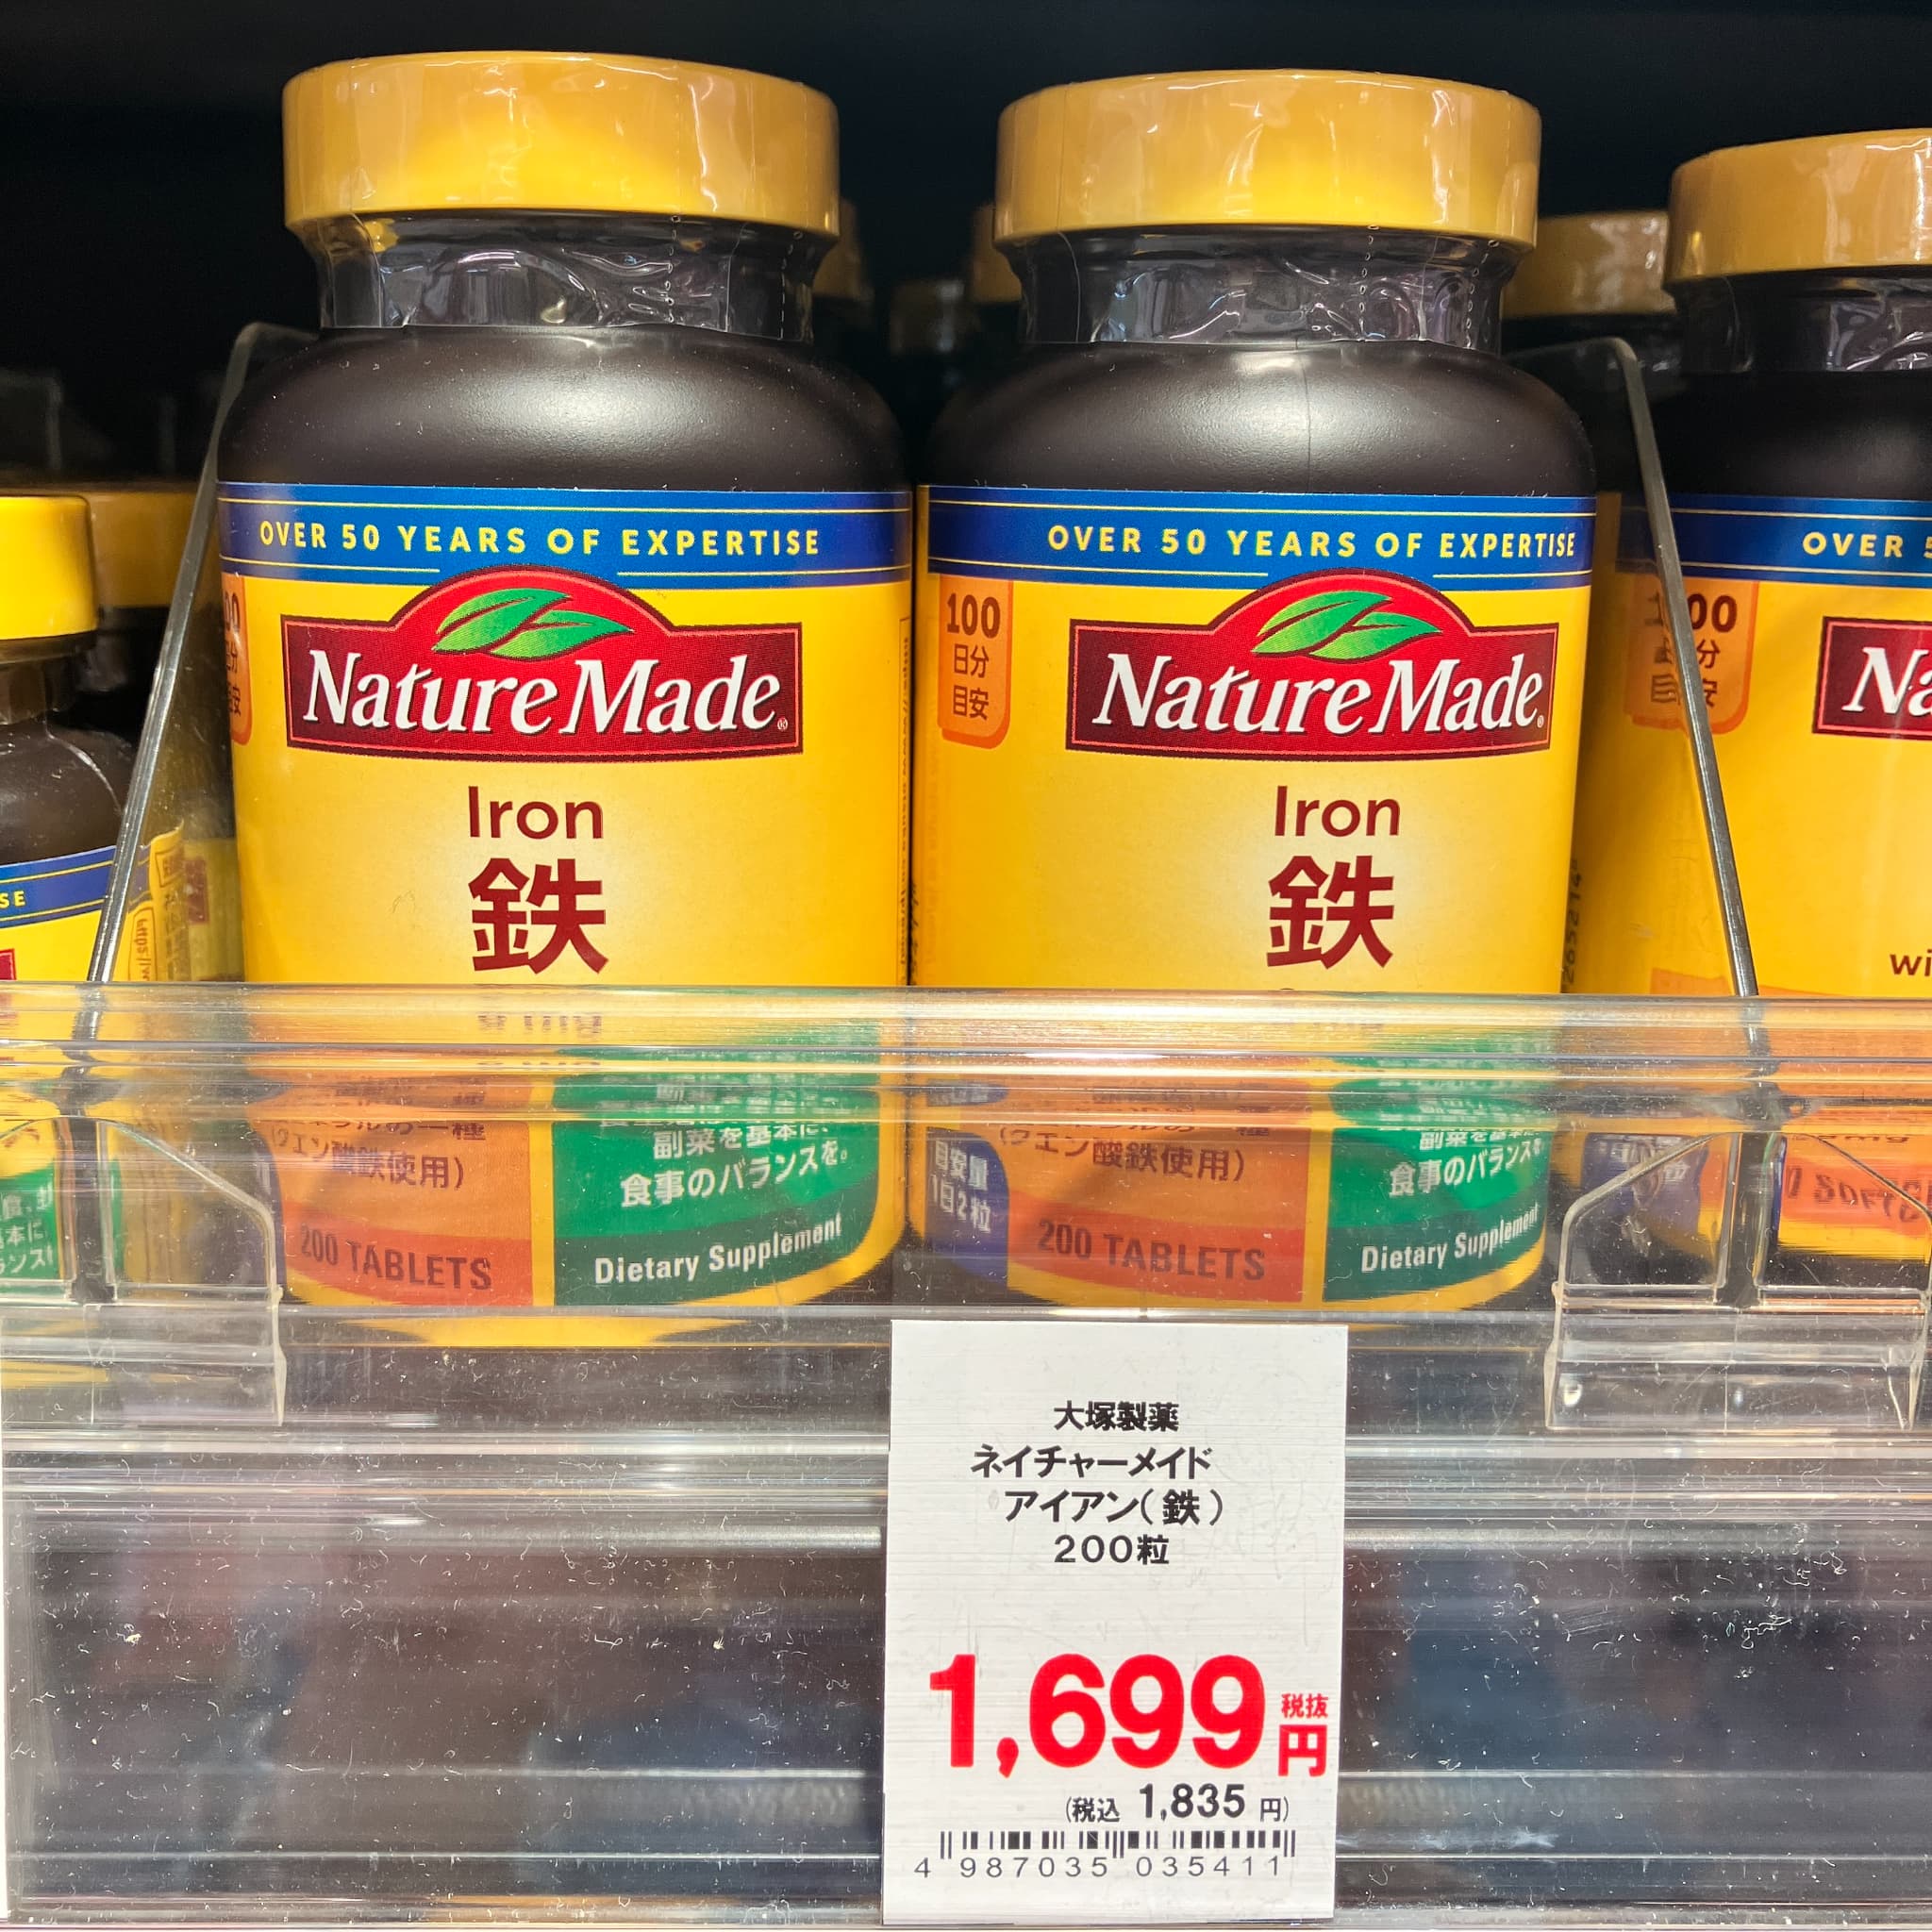 OVER 50 YEARS OF EXPERTISE
Nature Made®
Iron
鉄
(クエン酸鉄使用)
200 TABLETS
副菜を基本に、
食事のバランスを。
Dietary Supplement
OVER 50 YEARS OF EXPERTISE
100
日分
目安
Nature Made®
Iron
鉄
(クエン酸鉄使用)
目安量
1日2粒
200 TABLETS
副菜を基本に、
食事のバランスを
Dietary Supplement
OVER 5
Na
wi
SE
大塚製薬
ネイチャーメイド
アイアン(鉄)
200粒
1,699 税抜 円
(税込 1,835 円)
4 987035 035411